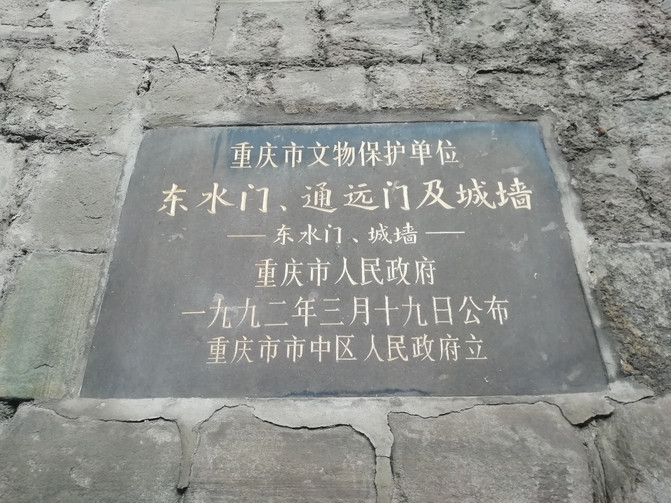 重庆市文物保护单位
东水门、通远门及城墙
—— 东水门、城墙 ——
重庆市人民政府
一九九二年三月十九日公布
重庆市市中区人民政府立